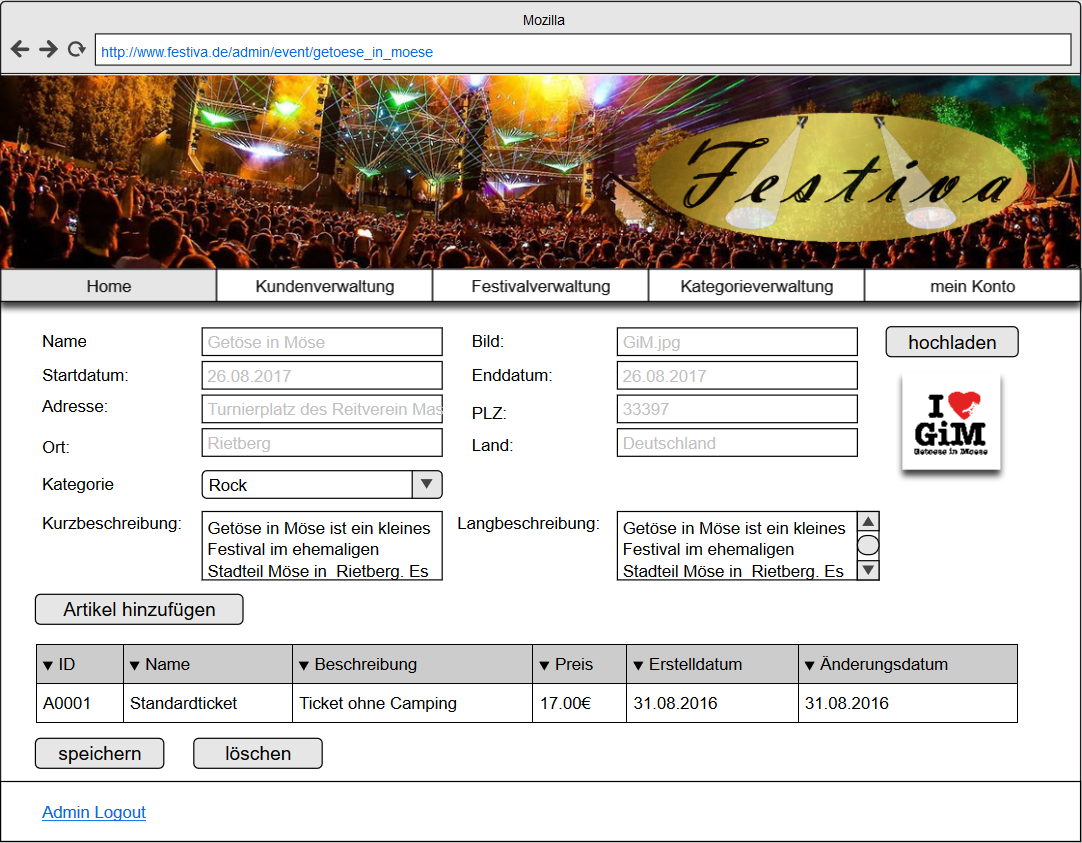 Mozilla
http://www.festiva.de/admin/event/getoese_in_moese
Festiva
Home Kundenverwaltung Festivalverwaltung Kategorieverwaltung mein Konto
Name Getöse in Möse Bild: GiM.jpg hochladen
Startdatum: 26.08.2017 Enddatum: 26.08.2017
Adresse: Turnierplatz des Reitverein Mas PLZ: 33397
I
GiM
Getoese in Moese
Ort: Rietberg Land: Deutschland
Kategorie Rock
Kurzbeschreibung: Getöse in Möse ist ein kleines
Festival im ehemaligen
Stadteil Möse in Rietberg. Es
Langbeschreibung: Getöse in Möse ist ein kleines
Festival im ehemaligen
Stadteil Möse in Rietberg. Es
Artikel hinzufügen
▼ ID ▼ Name ▼ Beschreibung ▼ Preis ▼ Erstelldatum ▼ Änderungsdatum
A0001 Standardticket Ticket ohne Camping 17.00€ 31.08.2016 31.08.2016
speichern löschen
Admin Logout